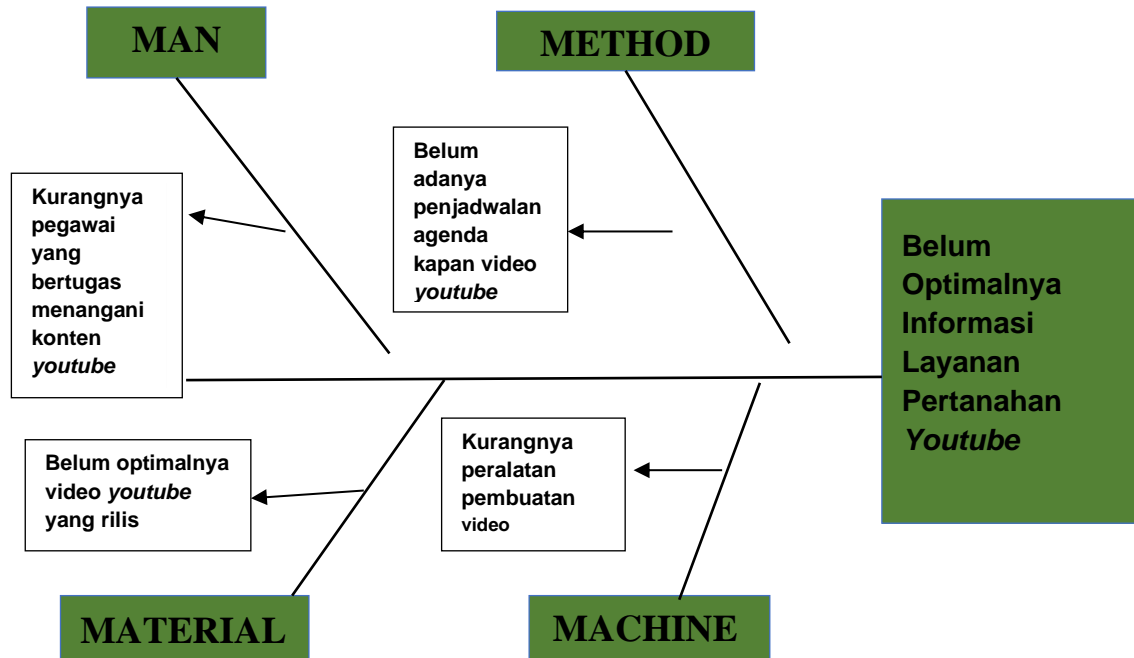 MAN
METHOD
Kurangnya
pegawai
yang
bertugas
menangani
konten
youtube
Belum
adanya
penjadwalan
agenda
kapan video
youtube
Belum
Optimalnya
Informasi
Layanan
Pertanahan
Youtube
Belum optimalnya
video youtube
yang rilis
Kurangnya
peralatan
pembuatan
video
MATERIAL
MACHINE